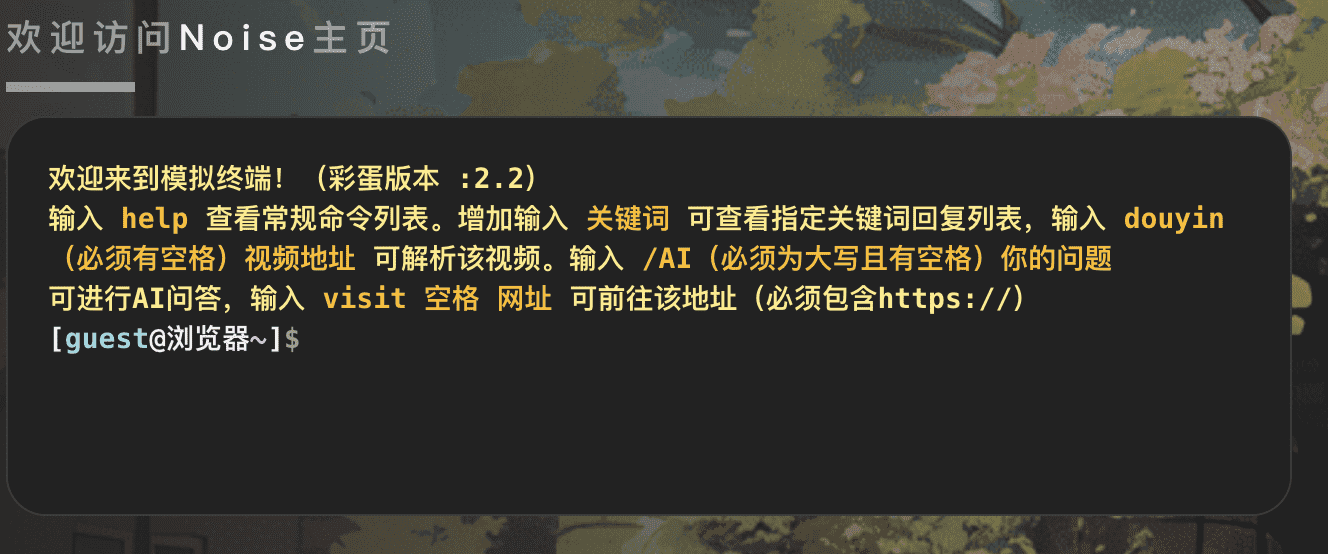 欢迎访问Noise主页
欢迎来到模拟终端！（彩蛋版本 :2.2）
输入 help 查看常规命令列表。增加输入 关键词 可查看指定关键词回复列表，输入 douyin
（必须有空格）视频地址 可解析该视频。输入 /AI（必须为大写且有空格）你的问题
可进行AI问答，输入 visit 空格 网址 可前往该地址（必须包含https://）
[guest@浏览器~]$